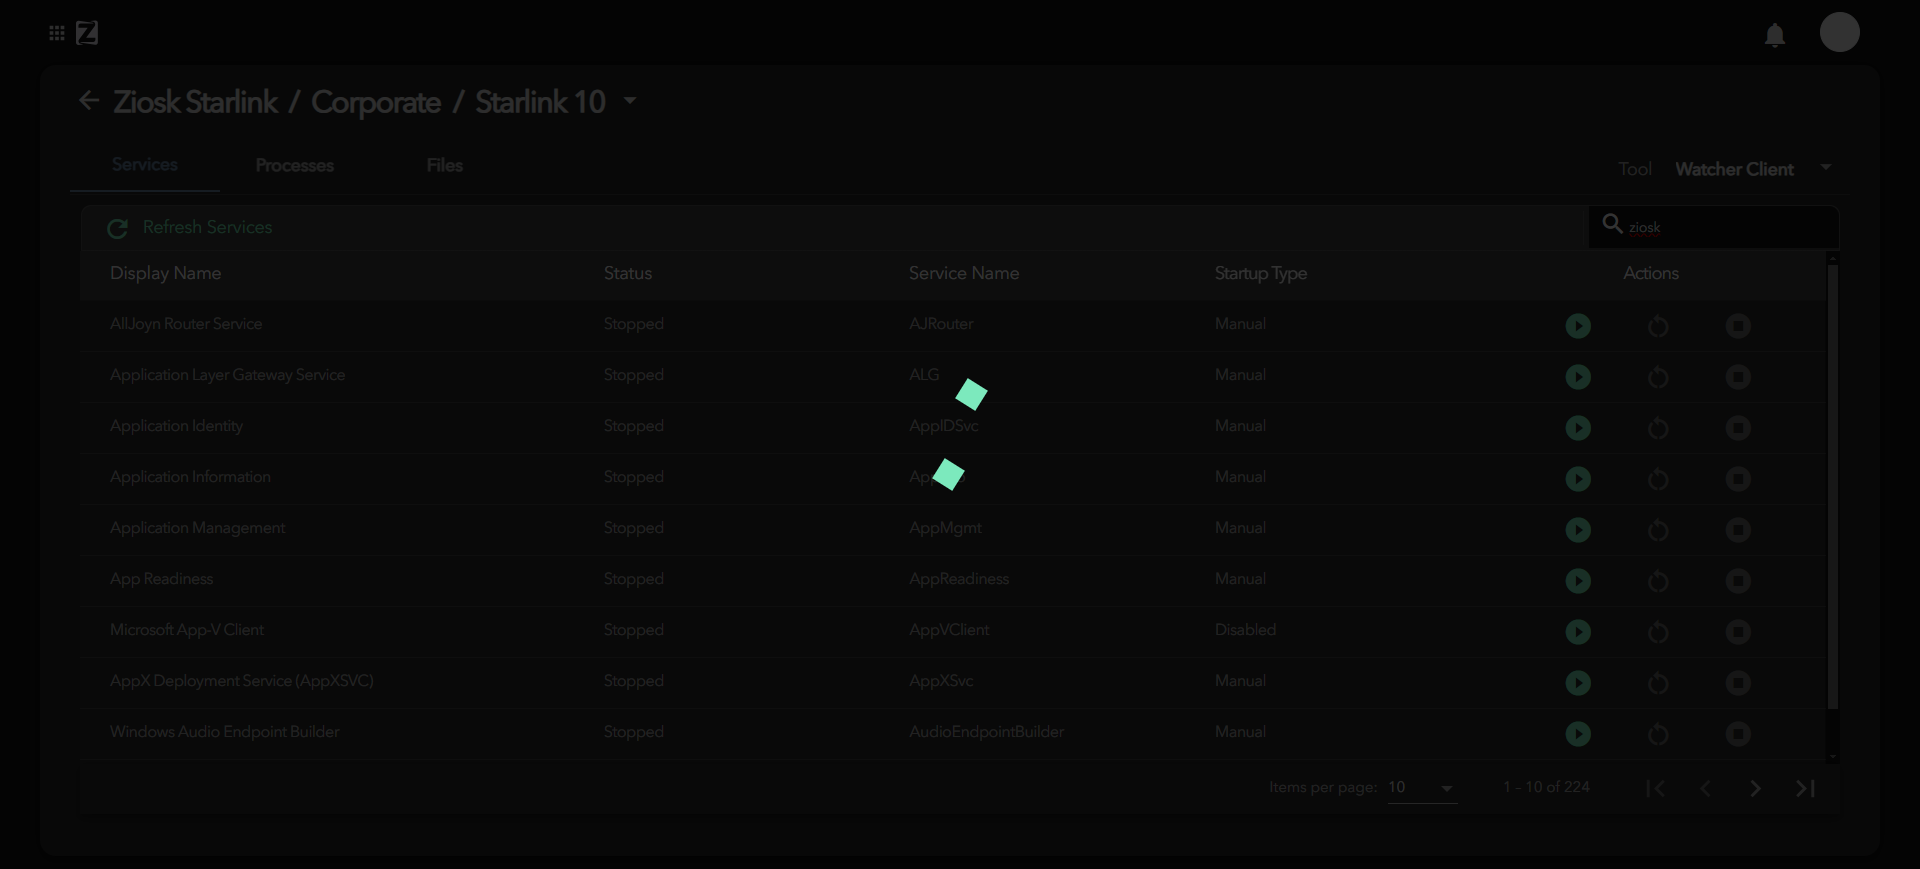 Z
Ziosk Starlink / Corporate / Starlink 10
Services Processes Files Tool Watcher Client
Refresh Services ziosk
Display Name Status Service Name Startup Type Actions
AllJoyn Router Service Stopped AJRouter Manual
Application Layer Gateway Service Stopped ALG Manual
Application Identity Stopped AppIDSvc Manual
Application Information Stopped Manual
Application Management Stopped AppMgmt Manual
App Readiness Stopped AppReadiness Manual
Microsoft App-V Client Stopped AppVClient Disabled
AppX Deployment Service (AppXSVC) Stopped AppXSvc Manual
Windows Audio Endpoint Builder Stopped AudioEndpointBuilder Manual
Items per page: 10 1 - 10 of 224